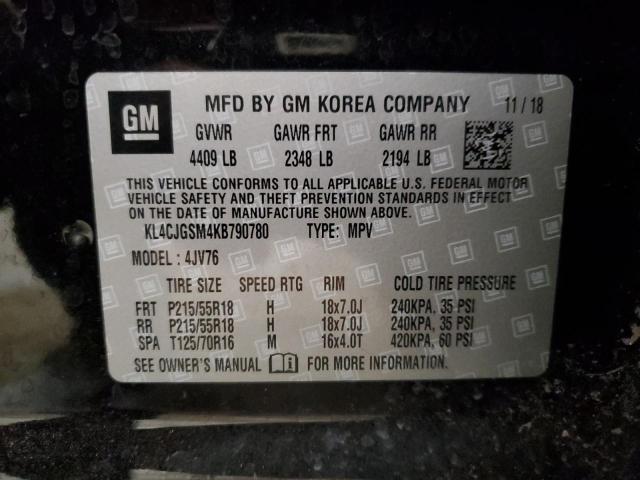 GM MFD BY GM KOREA COMPANY 11 / 18
GVWR GAWR FRT GAWR RR
4409 LB 2348 LB 2194 LB
THIS VEHICLE CONFORMS TO ALL APPLICABLE U.S. FEDERAL MOTOR
VEHICLE SAFETY AND THEFT PREVENTION STANDARDS IN EFFECT
ON THE DATE OF MANUFACTURE SHOWN ABOVE.
KL4CJGSM4KB790780 TYPE: MPV
MODEL : 4JV76
TIRE SIZE SPEED RTG RIM COLD TIRE PRESSURE
FRT P215/55R18 H 18x7.0J 240KPA, 35 PSI
RR P215/55R18 H 18x7.0J 240KPA, 35 PSI
SPA T125/70R16 M 16x4.0T 420KPA, 60 PSI
SEE OWNER'S MANUAL FOR MORE INFORMATION